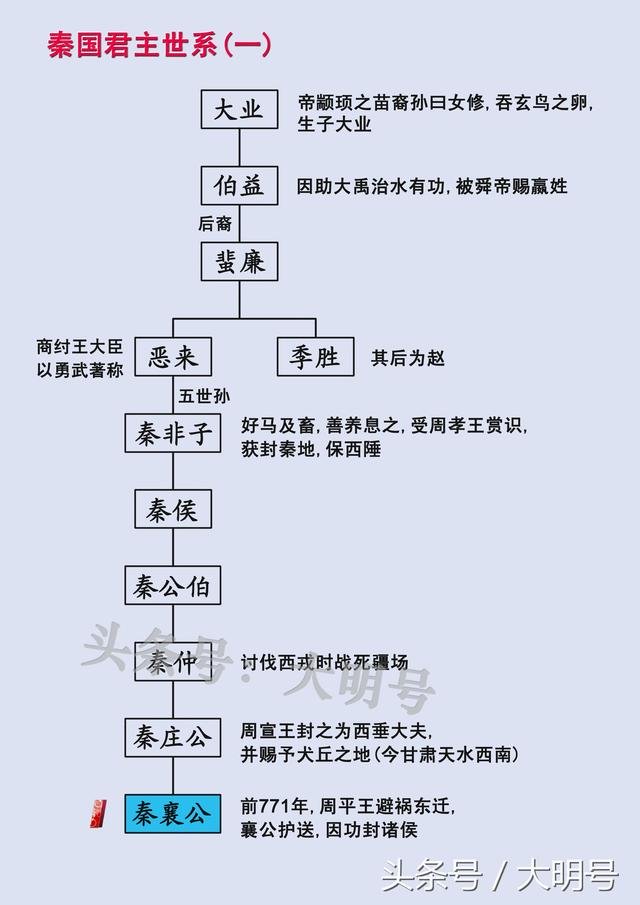 秦国君主世系(一)
大业
帝颛顼之苗裔孙曰女修,吞玄鸟之卵,
生子大业
伯益
因助大禹治水有功,被舜帝赐嬴姓
后裔
蜚廉
商纣王大臣
以勇武著称
恶来
季胜
其后为赵
五世孙
秦非子
好马及畜,善养息之,受周孝王赏识,
获封秦地,保西陲
秦侯
秦公伯
头条号:大明号
秦仲
讨伐西戎时战死疆场
秦庄公
周宣王封之为西垂大夫,
并赐予犬丘之地(今甘肃天水西南)
秦襄公
前771年,周平王避祸东迁,
襄公护送,因功封诸侯
头条号/大明号